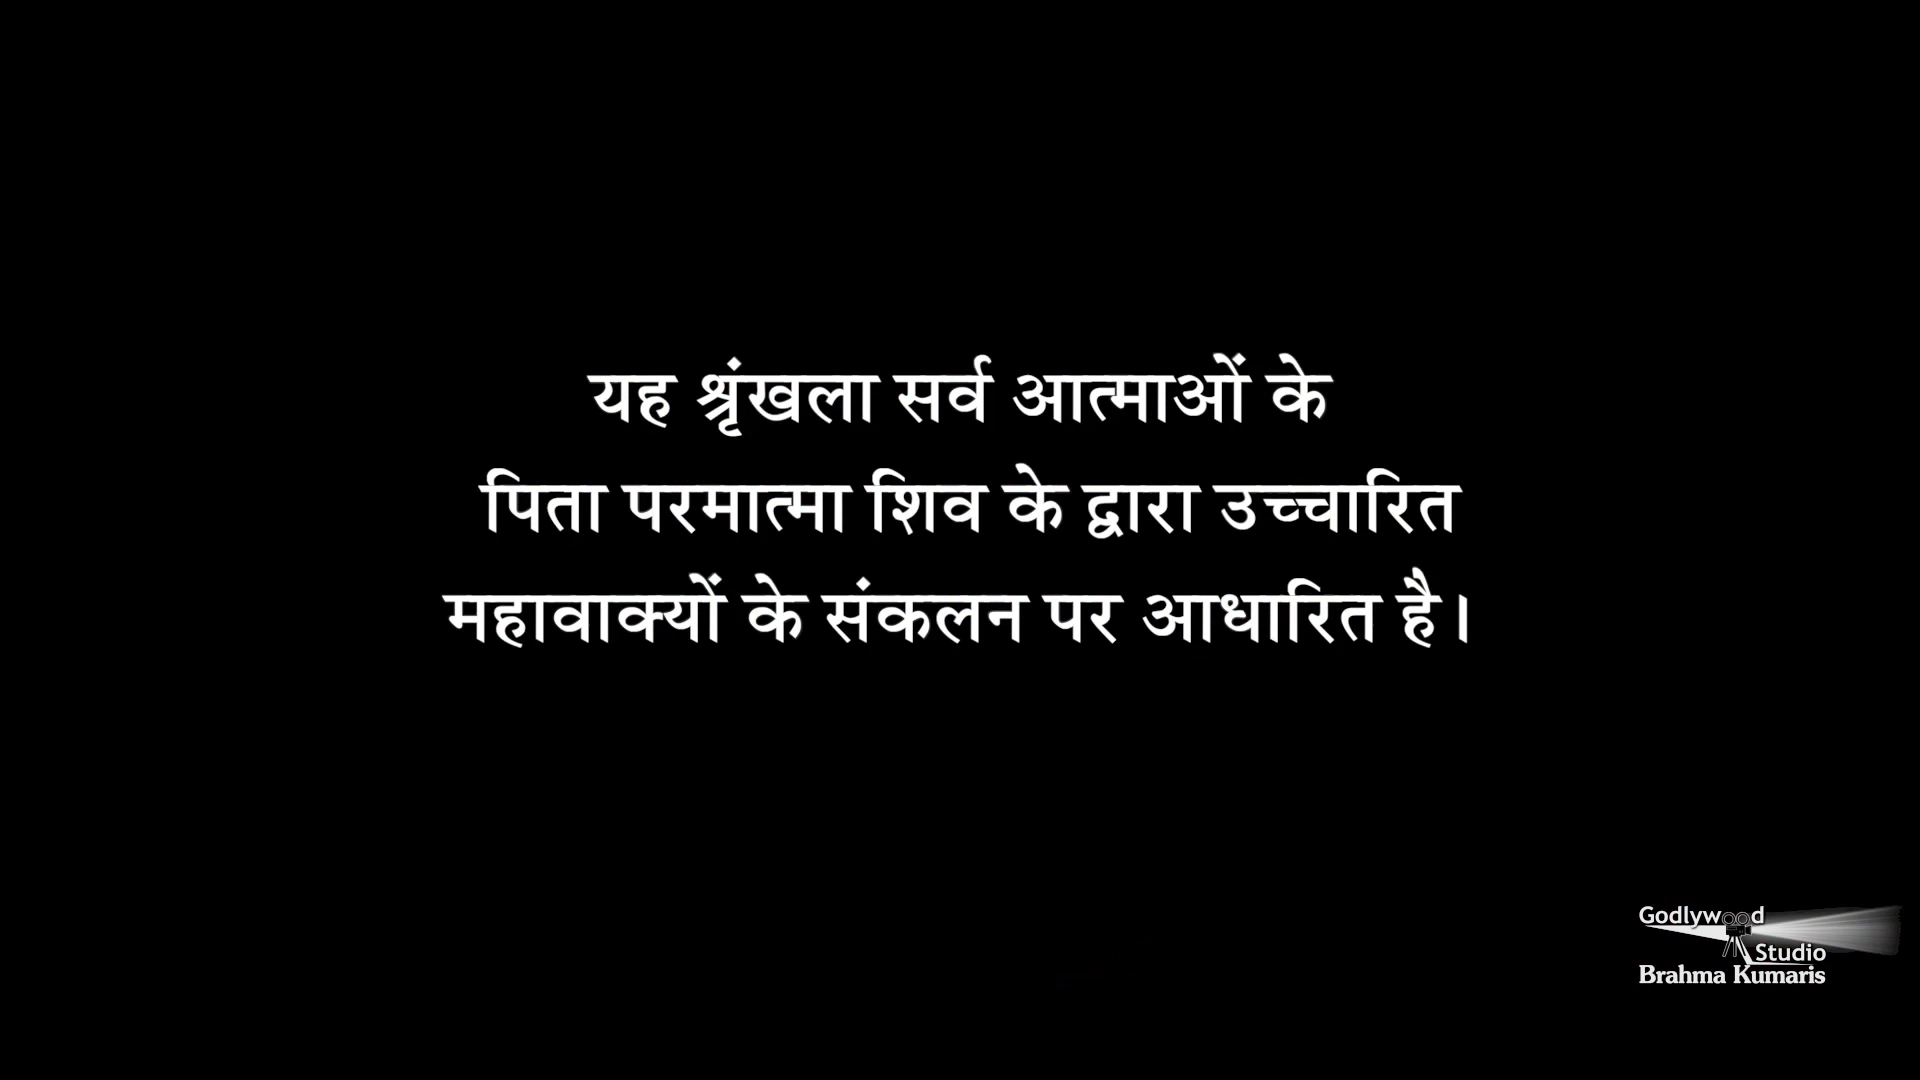 यह श्रृंखला सर्व आत्माओं के
पिता परमात्मा शिव के द्वारा उच्चारित
महावाक्यों के संकलन पर आधारित है।
Godlywood
Studio
Brahma Kumaris